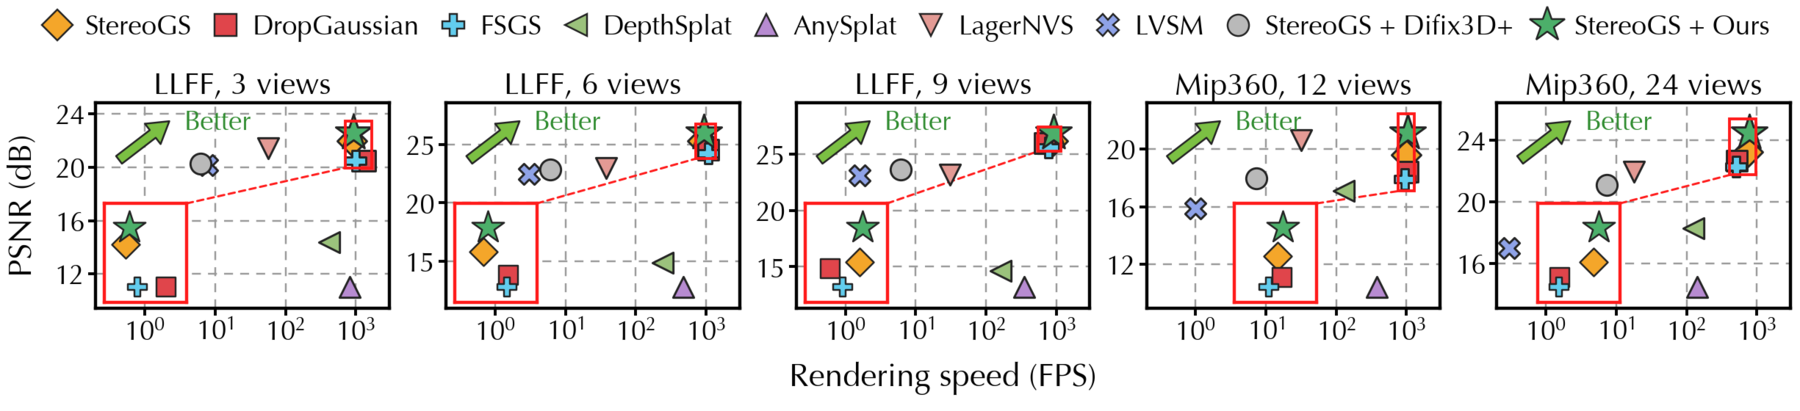 StereoGS DropGaussian FSGS DepthSplat AnySplat LagerNVS LVSM StereoGS + Difix3D+ StereoGS + Ours
LLFF, 3 views LLFF, 6 views LLFF, 9 views Mip360, 12 views Mip360, 24 views
PSNR (dB)
24
20
16
12
Better
10⁰ 10¹ 10² 10³
25
20
15
Better
10⁰ 10¹ 10² 10³
25
20
15
Better
10⁰ 10¹ 10² 10³
20
16
12
Better
10⁰ 10¹ 10² 10³
24
20
16
Better
10⁰ 10¹ 10² 10³
Rendering speed (FPS)